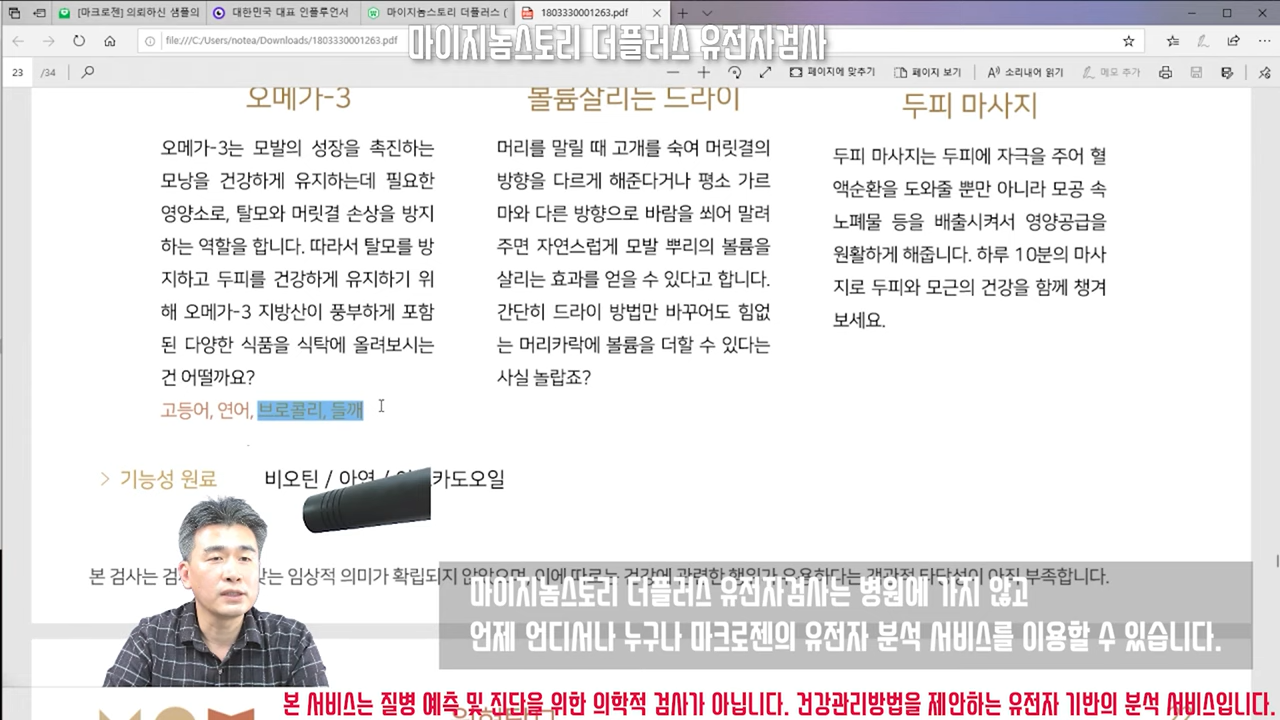 [마크로젠] 의뢰하신 샘플의
대한민국 대표 인플루언서
마이지놈스토리 더플러스 (
1803330001263.pdf
file:///C:/Users/notea/Downloads/1803330001263.pdf
마이지놈스토리 더플러스 유전자검사
23 /34
페이지에 맞추기
페이지 보기
소리내어 읽기
메모 추가
오메가-3
오메가-3는 모발의 성장을 촉진하는
모낭을 건강하게 유지하는데 필요한
영양소로, 탈모와 머릿결 손상을 방지
하는 역할을 합니다. 따라서 탈모를 방
지하고 두피를 건강하게 유지하기 위
해 오메가-3 지방산이 풍부하게 포함
된 다양한 식품을 식탁에 올려보시는
건 어떨까요?
고등어, 연어, 브로콜리, 들깨
볼륨살리는 드라이
머리를 말릴 때 고개를 숙여 머릿결의
방향을 다르게 해준다거나 평소 가르
마와 다른 방향으로 바람을 쐬어 말려
주면 자연스럽게 모발 뿌리의 볼륨을
살리는 효과를 얻을 수 있다고 합니다.
간단히 드라이 방법만 바꾸어도 힘없
는 머리카락에 볼륨을 더할 수 있다는
사실 놀랍죠?
두피 마사지
두피 마사지는 두피에 자극을 주어 혈
액순환을 도와줄 뿐만 아니라 모공 속
노폐물 등을 배출시켜서 영양공급을
원활하게 해줍니다. 하루 10분의 마사
지로 두피와 모근의 건강을 함께 챙겨
보세요.
> 기능성 원료 비오틴 / 아연 / 카도오일
본 검사는 임상적 의미가 확립되지 않았으며, 이에 따르는 건강에 관련한 행위가 유용하다는 객관적 타당성이 아직 부족합니다.
마이지놈스토리 더플러스 유전자검사는 병원에 가지 않고
언제 언디서나 누구나 마크로젠의 유전자 분석 서비스를 이용할 수 있습니다.
본 서비스는 질병 예측 및 진단을 위한 의학적 검사가 아닙니다. 건강관리방법을 제안하는 유전자 기반의 분석 서비스입니다.